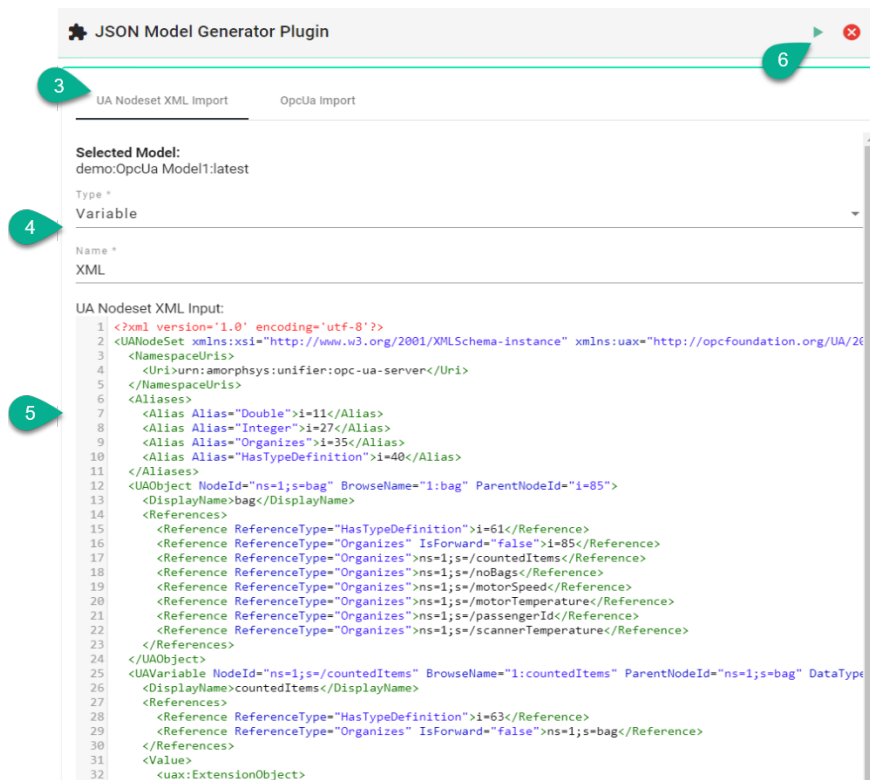 JSON Model Generator Plugin
6
3
UA Nodeset XML Import OpcUa Import
Selected Model:
demo:OpcUa Model1:latest
Type *
4
Variable
Name *
XML
UA Nodeset XML Input:
1 <?xml version='1.0' encoding='utf-8'?>
2 <UANodeSet xmlns:xsi="http://www.w3.org/2001/XMLSchema-instance" xmlns:uax="http://opcfoundation.org/UA/20
3 <NamespaceUris>
4 <Uri>urn:amorphsys:unifier:opc-ua-server</Uri>
5 </NamespaceUris>
6 <Aliases>
5
7 <Alias Alias="Double">i=11</Alias>
8 <Alias Alias="Integer">i=27</Alias>
9 <Alias Alias="Organizes">i=35</Alias>
10 <Alias Alias="HasTypeDefinition">i=40</Alias>
11 </Aliases>
12 <UAObject NodeId="ns=1;s=bag" BrowseName="1:bag" ParentNodeId="i=85">
13 <DisplayName>bag</DisplayName>
14 <References>
15 <Reference ReferenceType="HasTypeDefinition">i=61</Reference>
16 <Reference ReferenceType="Organizes" IsForward="false">i=85</Reference>
17 <Reference ReferenceType="Organizes">ns=1;s=/countedItems</Reference>
18 <Reference ReferenceType="Organizes">ns=1;s=/noBags</Reference>
19 <Reference ReferenceType="Organizes">ns=1;s=/motorSpeed</Reference>
20 <Reference ReferenceType="Organizes">ns=1;s=/motorTemperature</Reference>
21 <Reference ReferenceType="Organizes">ns=1;s=/passengerId</Reference>
22 <Reference ReferenceType="Organizes">ns=1;s=/scannerTemperature</Reference>
23 </References>
24 </UAObject>
25 <UAVariable NodeId="ns=1;s=/countedItems" BrowseName="1:countedItems" ParentNodeId="ns=1;s=bag" DataType
26 <DisplayName>countedItems</DisplayName>
27 <References>
28 <Reference ReferenceType="HasTypeDefinition">i=63</Reference>
29 <Reference ReferenceType="Organizes" IsForward="false">ns=1;s=bag</Reference>
30 </References>
31 <Value>
32 <uax:ExtensionObject>